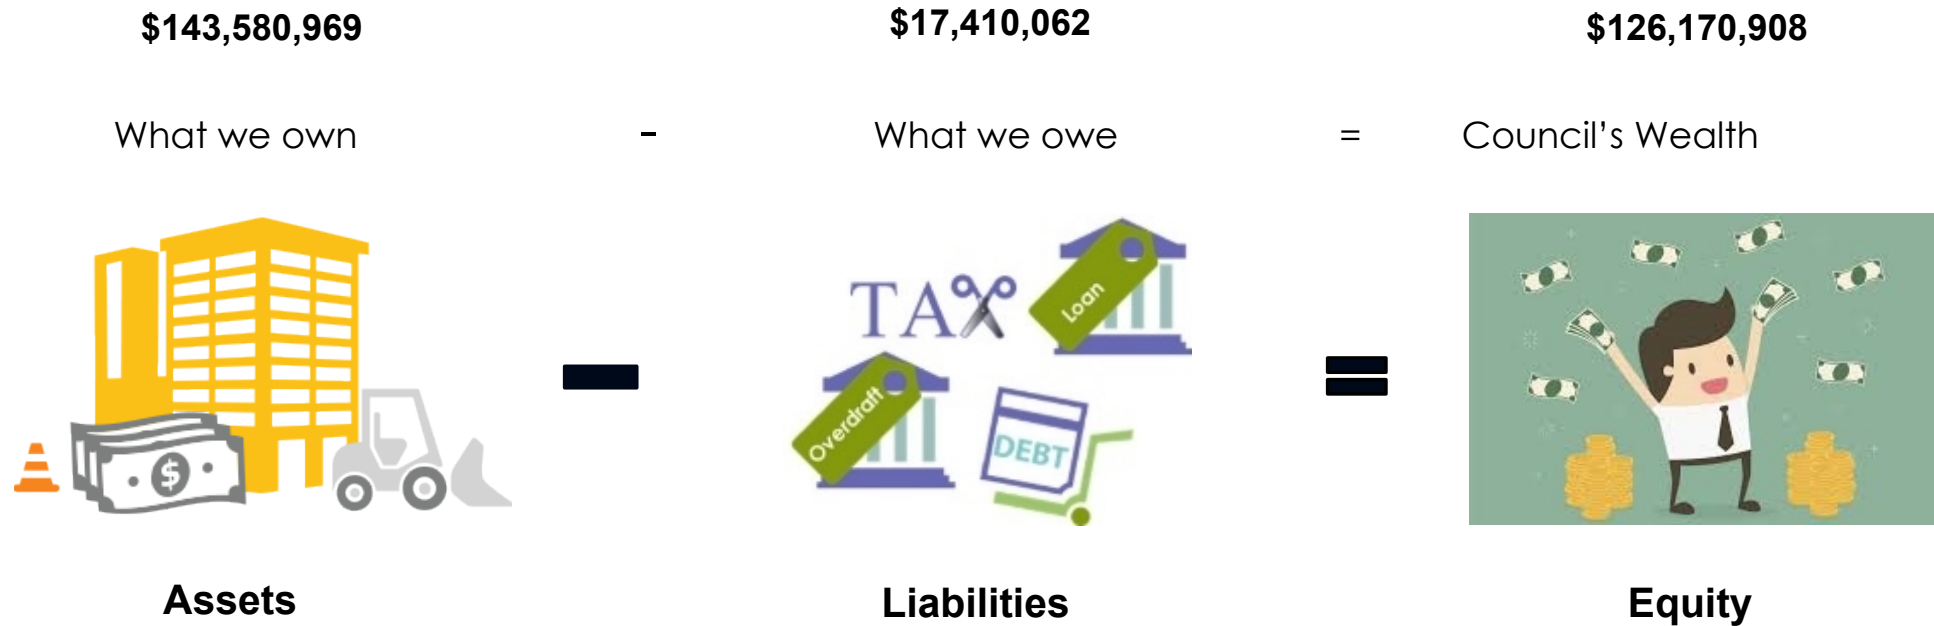 $143,580,969 $17,410,062 $126,170,908
What we own - What we owe = Council's Wealth
TAX
Loan
Overdraft
DEBT
$
Assets Liabilities Equity